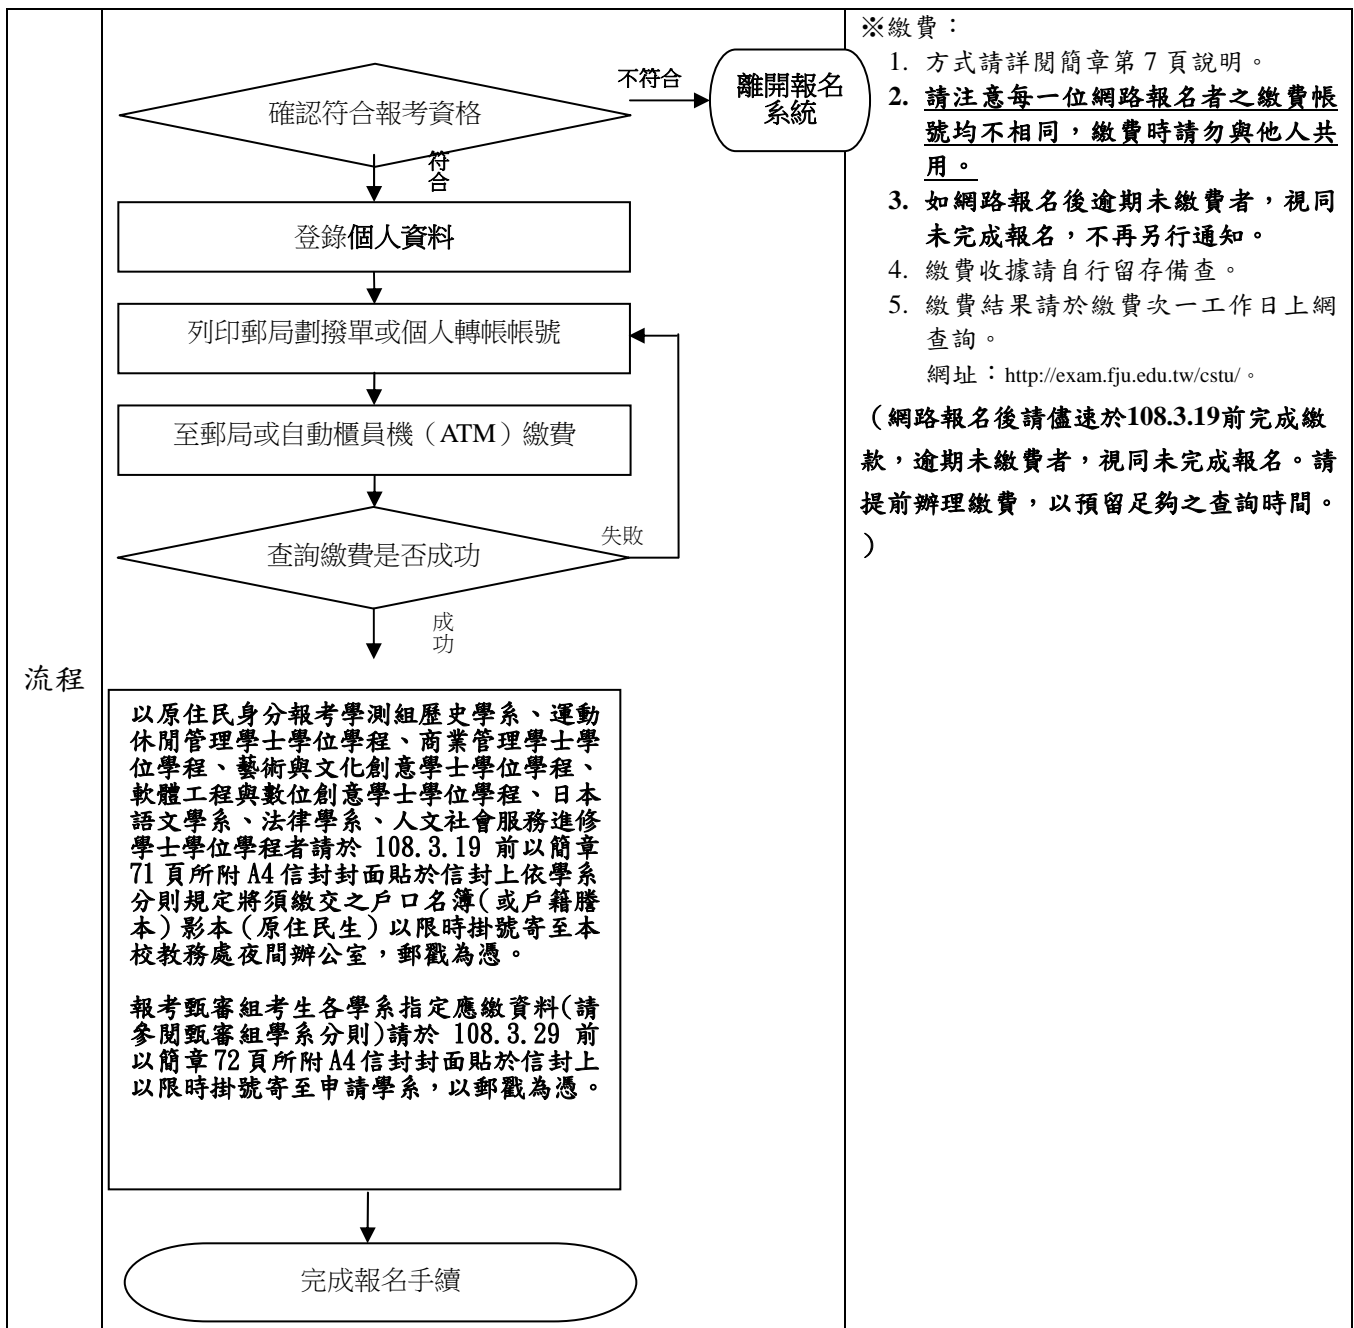 流程
確認符合報考資格
不符合
離開報名
系統
符
合
登錄個人資料
列印郵局劃撥單或個人轉帳帳號
至郵局或自動櫃員機（ATM）繳費
查詢繳費是否成功
失敗
成
功
以原住民身分報考學測組歷史學系、運動
休閒管理學士學位學程、商業管理學士學
位學程、藝術與文化創意學士學位學程、
軟體工程與數位創意學士學位學程、日本
語文學系、法律學系、人文社會服務進修
學士學位學程者請於 108.3.19 前以簡章
71 頁所附 A4 信封封面貼於信封上依學系
分則規定將須繳交之戶口名簿(或戶籍謄
本)影本(原住民生)以限時掛號寄至本
校教務處夜間辦公室，郵戳為憑。
報考甄審組考生各學系指定應繳資料(請
參閱甄審組學系分則)請於 108.3.29 前
以簡章 72 頁所附 A4 信封封面貼於信封上
以限時掛號寄至申請學系，以郵戳為憑。
完成報名手續
※繳費：
1. 方式請詳閱簡章第 7 頁說明。
2. 請注意每一位網路報名者之繳費帳
號均不相同，繳費時請勿與他人共
用。
3. 如網路報名後逾期未繳費者，視同
未完成報名，不再另行通知。
4. 繳費收據請自行留存備查。
5. 繳費結果請於繳費次一工作日上網
查詢。
網址：http://exam.fju.edu.tw/cstu/。
（網路報名後請儘速於108.3.19前完成繳
款，逾期未繳費者，視同未完成報名。請
提前辦理繳費，以預留足夠之查詢時間。
）